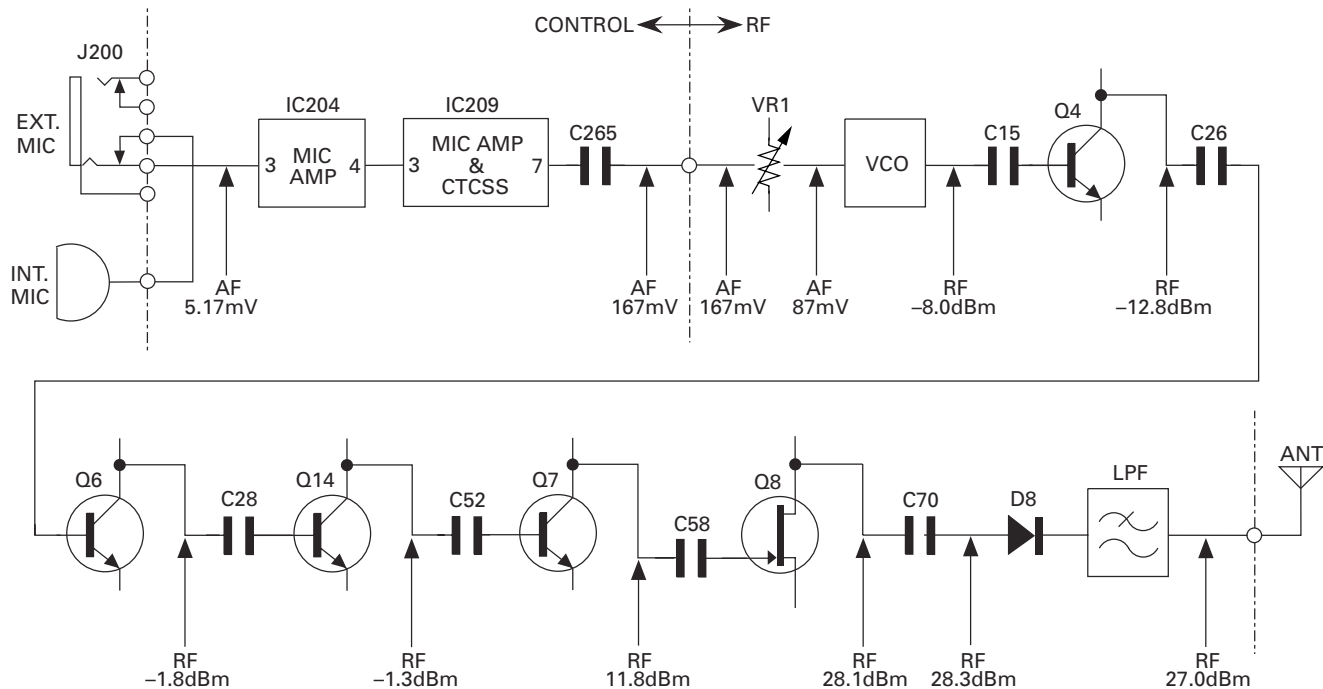 CONTROL
RF
J200
EXT.
MIC
INT.
MIC
AF
5.17mV
IC204
3
MIC
AMP
4
IC209
3
MIC AMP
&
CTCSS
7
C265
AF
167mV
AF
167mV
VR1
AF
87mV
VCO
RF
–8.0dBm
C15
Q4
RF
–12.8dBm
C26
Q6
RF
–1.8dBm
C28
Q14
RF
–1.3dBm
C52
Q7
RF
11.8dBm
C58
Q8
RF
28.1dBm
C70
RF
28.3dBm
D8
LPF
RF
27.0dBm
ANT